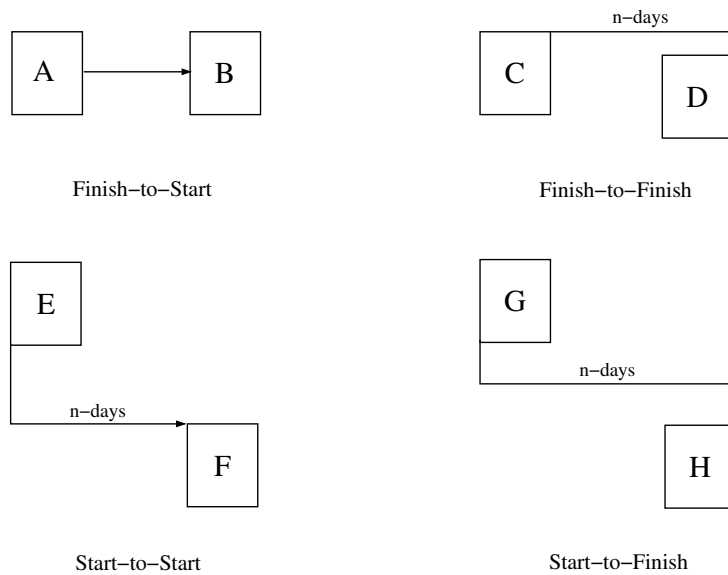 n−days
A
B
C
D
Finish−to−Start
Finish−to−Finish
E
G
n−days
n−days
F
H
Start−to−Start
Start−to−Finish